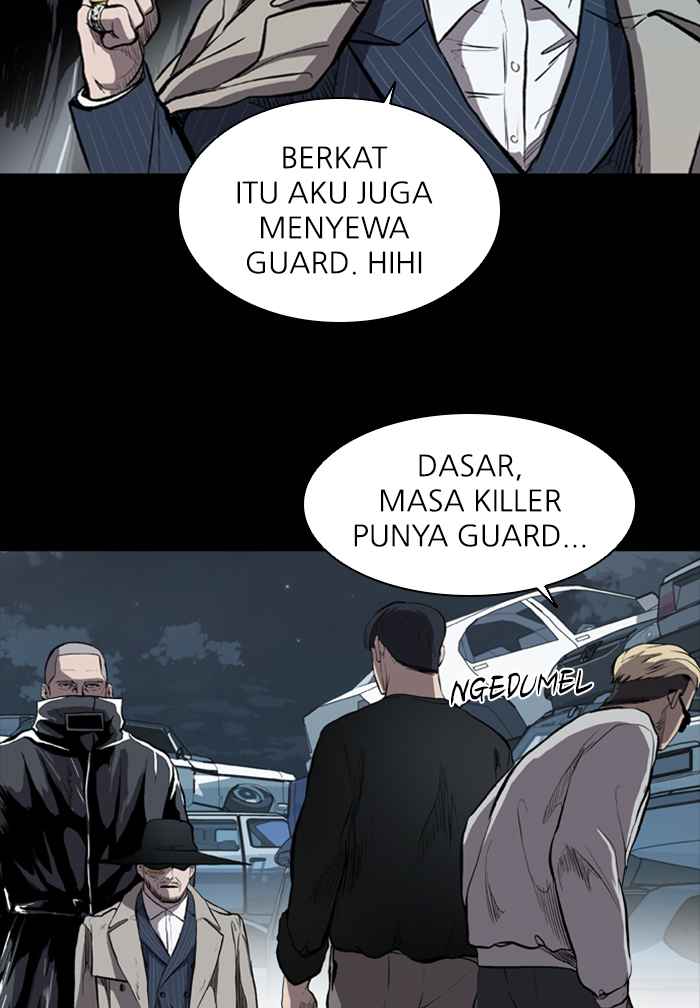 BERKAT
ITU AKU JUGA
MENYEWA
GUARD. HIHI
DASAR,
MASA KILLER
PUNYA GUARD...
NGEDUMEL